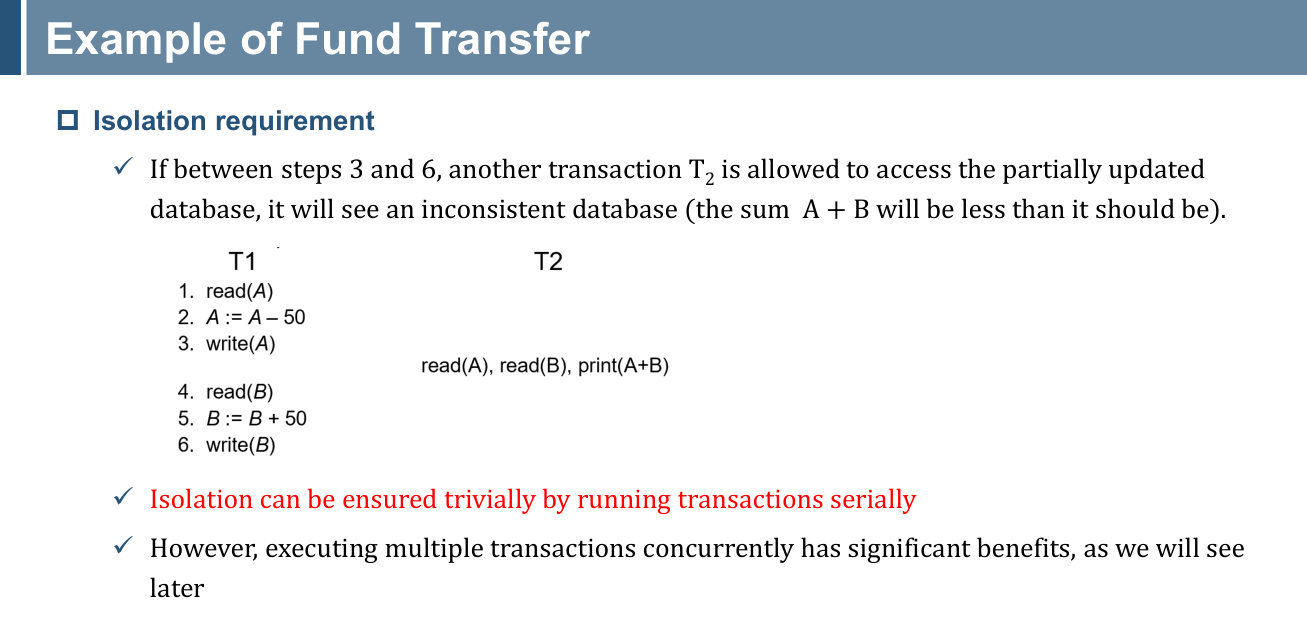 Example of Fund Transfer
Isolation requirement
If between steps 3 and 6, another transaction T₂ is allowed to access the partially updated
database, it will see an inconsistent database (the sum A + B will be less than it should be).
T1 T2
1. read(A)
2. A := A – 50
3. write(A)
read(A), read(B), print(A+B)
4. read(B)
5. B := B + 50
6. write(B)
Isolation can be ensured trivially by running transactions serially
However, executing multiple transactions concurrently has significant benefits, as we will see
later